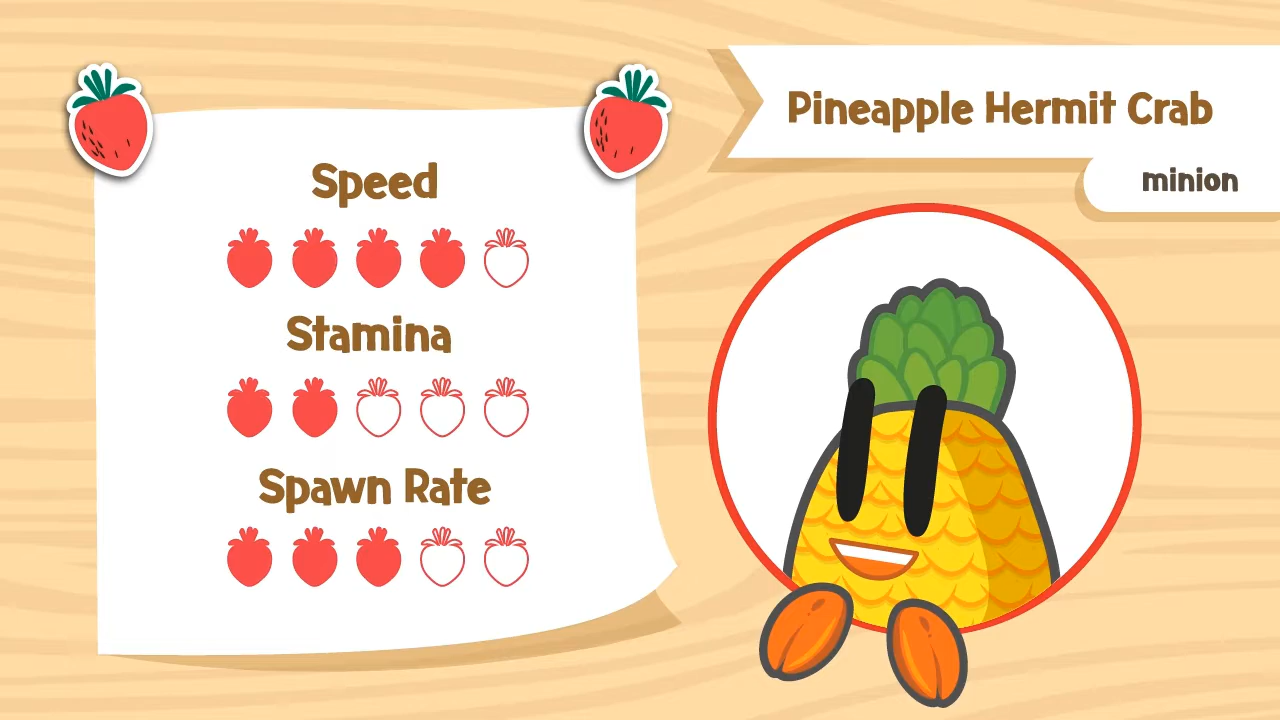 Pineapple Hermit Crab
minion
Speed
Stamina
Spawn Rate